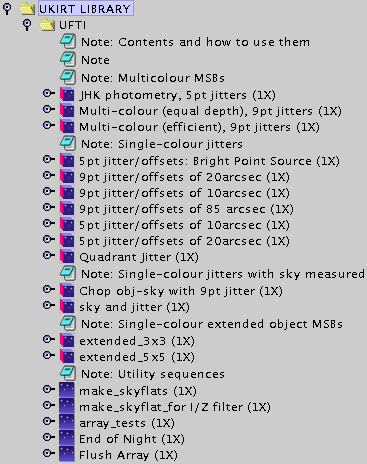 UKIRT LIBRARY
UFTI
Note: Contents and how to use them
Note
Note: Multicolour MSBs
JHK photometry, 5pt jitters (1X)
Multi-colour (equal depth), 9pt jitters (1X)
Multi-colour (efficient), 9pt jitters (1X)
Note: Single-colour jitters
5pt jitter/offsets: Bright Point Source (1X)
9pt jitter/offsets of 20arcsec (1X)
9pt jitter/offsets of 10arcsec (1X)
9pt jitter/offsets of 85 arcsec (1X)
5pt jitter/offsets of 10arcsec (1X)
5pt jitter/offsets of 20arcsec (1X)
Quadrant Jitter (1X)
Note: Single-colour jitters with sky measured
Chop obj-sky with 9pt jitter (1X)
sky and jitter (1X)
Note: Single-colour extended object MSBs
extended_3x3 (1X)
extended_5x5 (1X)
Note: Utility sequences
make_skyflats (1X)
make_skyflat_for I/Z filter (1X)
array_tests (1X)
End of Night (1X)
Flush Array (1X)